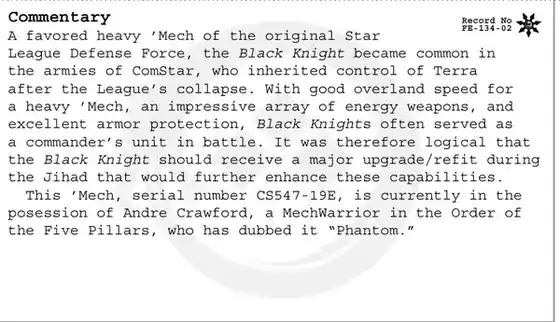 Commentary
Record No
FE-134-02
A favored heavy ’Mech of the original Star
League Defense Force, the Black Knight became common in
the armies of ComStar, who inherited control of Terra
after the League’s collapse. With good overland speed for
a heavy ’Mech, an impressive array of energy weapons, and
excellent armor protection, Black Knights often served as
a commander’s unit in battle. It was therefore logical that
the Black Knight should receive a major upgrade/refit during
the Jihad that would further enhance these capabilities.
This ’Mech, serial number CS547-19E, is currently in the
posession of Andre Crawford, a MechWarrior in the Order of
the Five Pillars, who has dubbed it “Phantom.”